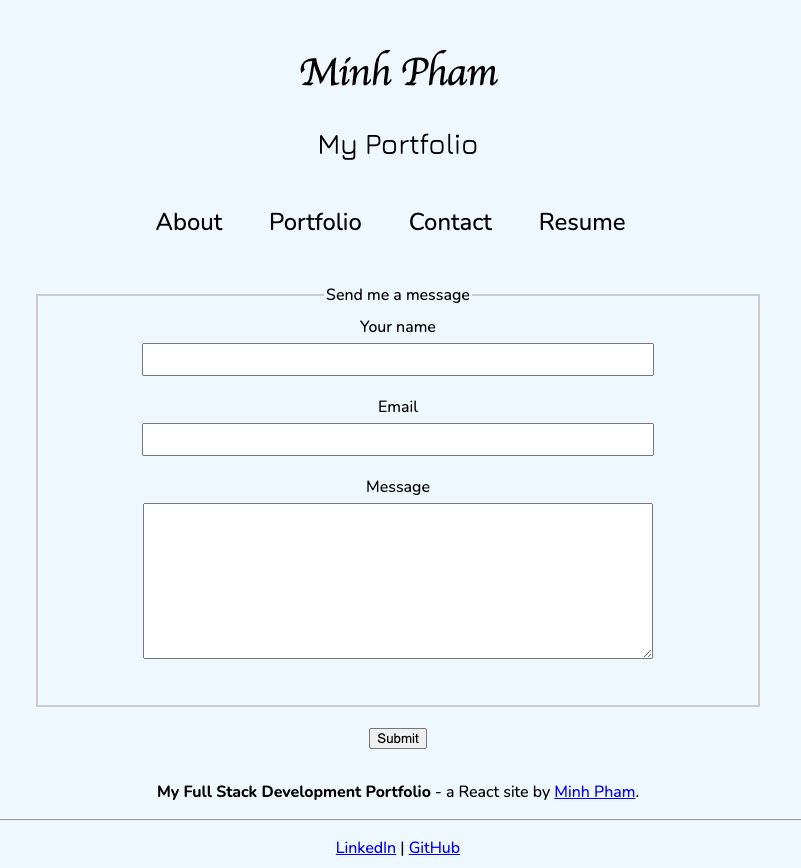 Minh Pham
My Portfolio
About Portfolio Contact Resume
Send me a message
Your name
Email
Message
Submit
My Full Stack Development Portfolio - a React site by Minh Pham.
LinkedIn | GitHub